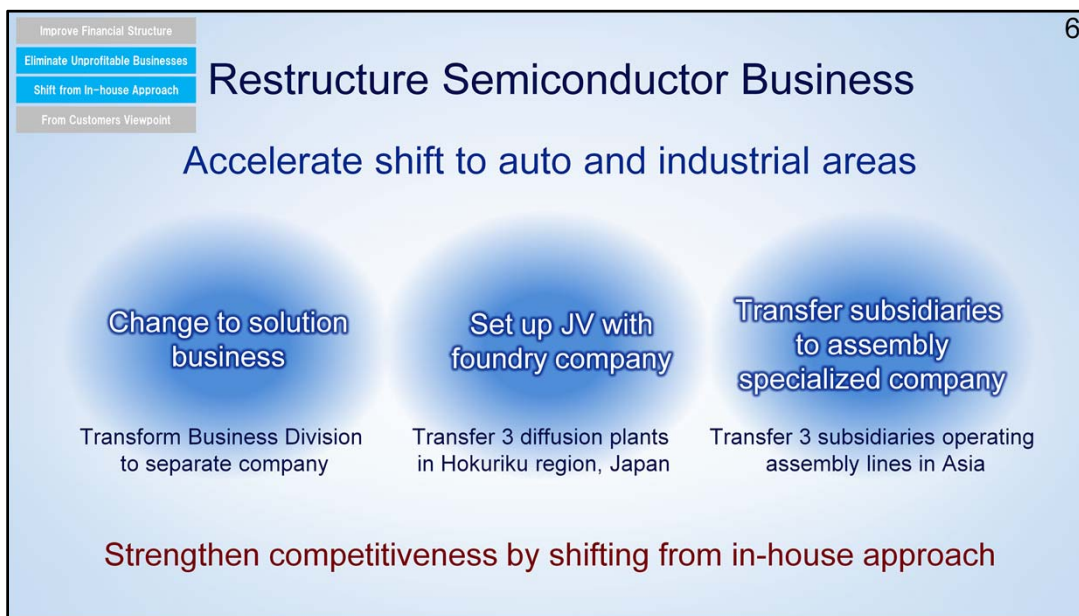 6
Improve Financial Structure
Eliminate Unprofitable Businesses
Shift from In-house Approach
From Customers Viewpoint
Restructure Semiconductor Business
Accelerate shift to auto and industrial areas
Change to solution
business
Transform Business Division
to separate company
Set up JV with
foundry company
Transfer 3 diffusion plants
in Hokuriku region, Japan
Transfer subsidiaries
to assembly
specialized company
Transfer 3 subsidiaries operating
assembly lines in Asia
Strengthen competitiveness by shifting from in-house approach